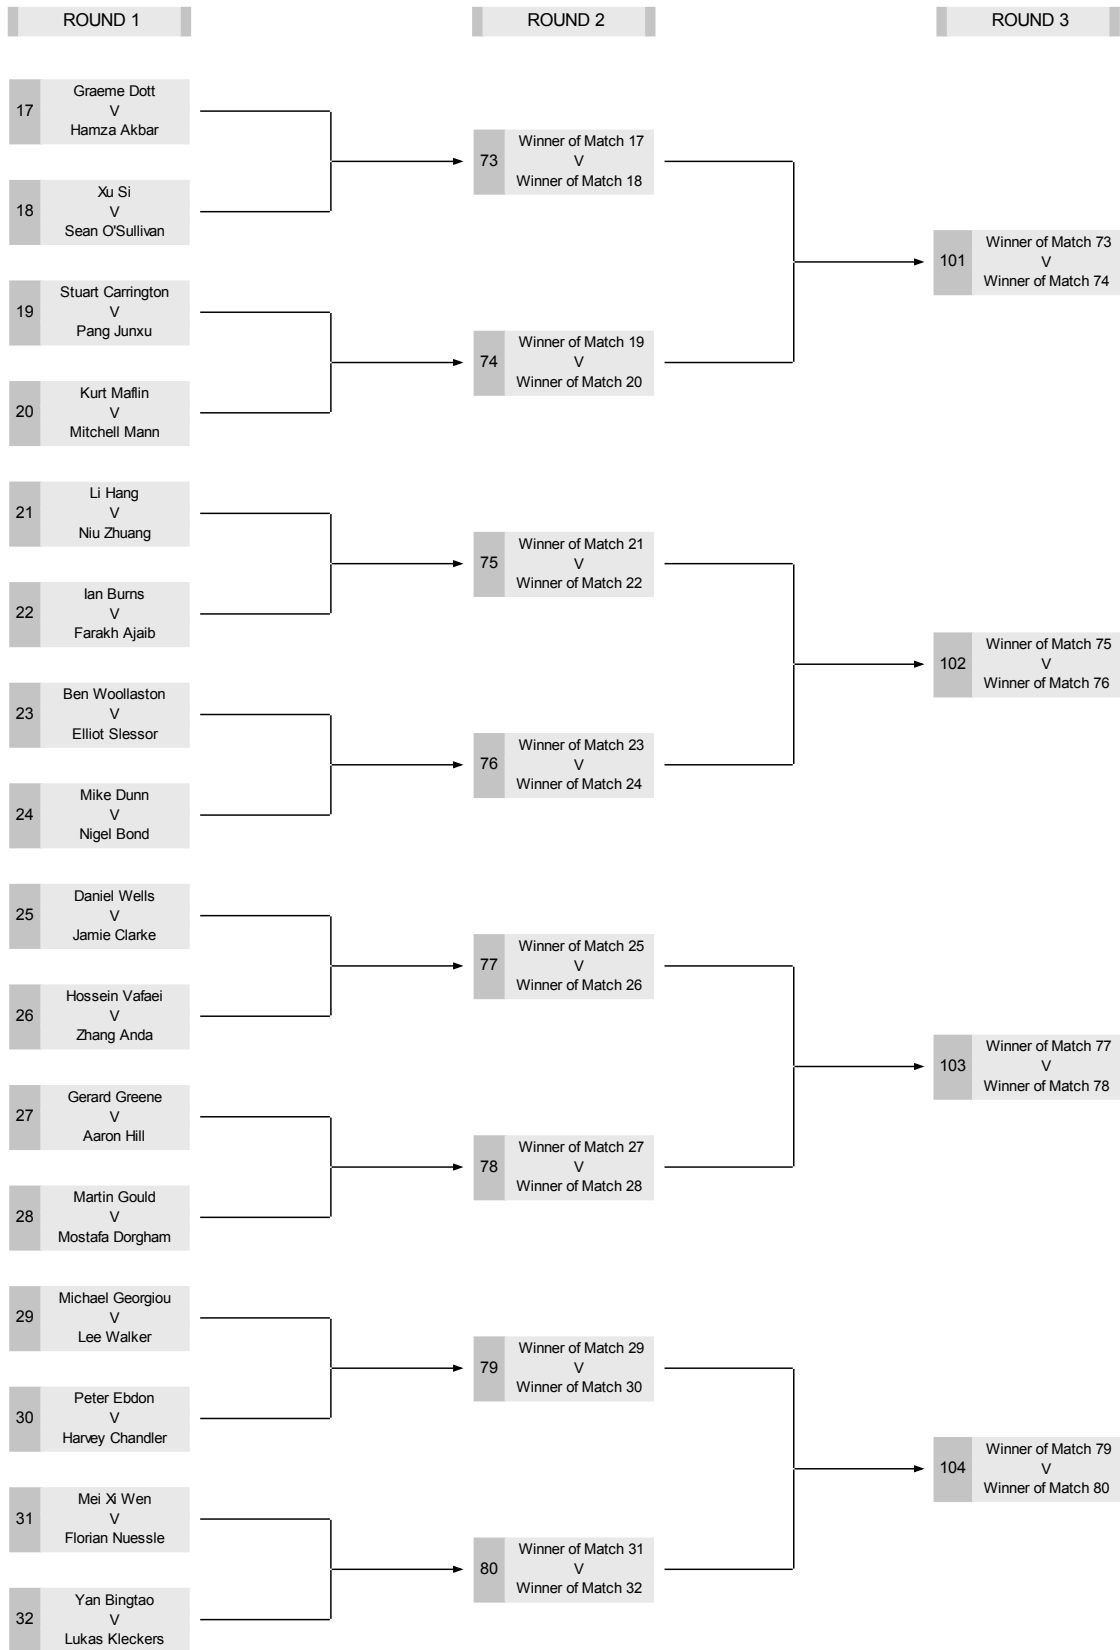 ROUND 1
ROUND 2
ROUND 3
17
Graeme Dott
V
Hamza Akbar
18
Xu Si
V
Sean O'Sullivan
19
Stuart Carrington
V
Pang Junxu
20
Kurt Maflin
V
Mitchell Mann
21
Li Hang
V
Niu Zhuang
22
Ian Burns
V
Farakh Ajaib
23
Ben Woollaston
V
Elliot Slessor
24
Mike Dunn
V
Nigel Bond
25
Daniel Wells
V
Jamie Clarke
26
Hossein Vafaei
V
Zhang Anda
27
Gerard Greene
V
Aaron Hill
28
Martin Gould
V
Mostafa Dorgham
29
Michael Georgiou
V
Lee Walker
30
Peter Ebdon
V
Harvey Chandler
31
Mei Xi Wen
V
Florian Nuessle
32
Yan Bingtao
V
Lukas Kleckers
73
Winner of Match 17
V
Winner of Match 18
74
Winner of Match 19
V
Winner of Match 20
75
Winner of Match 21
V
Winner of Match 22
76
Winner of Match 23
V
Winner of Match 24
77
Winner of Match 25
V
Winner of Match 26
78
Winner of Match 27
V
Winner of Match 28
79
Winner of Match 29
V
Winner of Match 30
80
Winner of Match 31
V
Winner of Match 32
101
Winner of Match 73
V
Winner of Match 74
102
Winner of Match 75
V
Winner of Match 76
103
Winner of Match 77
V
Winner of Match 78
104
Winner of Match 79
V
Winner of Match 80